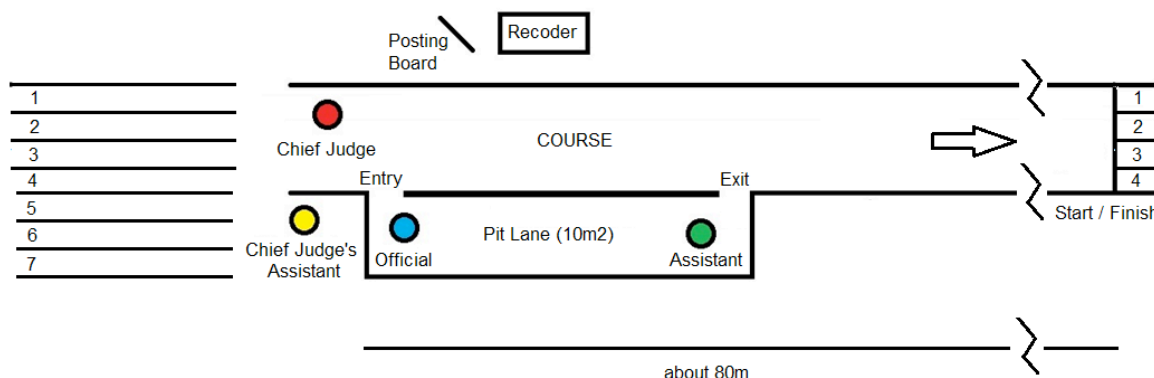 Posting
Board
Recoder
1
2
3
4
5
6
7
Chief Judge
COURSE
1
2
3
4
Entry
Exit
Start / Finish
Chief Judge's
Assistant
Official
Pit Lane (10m2)
Assistant
about 80m